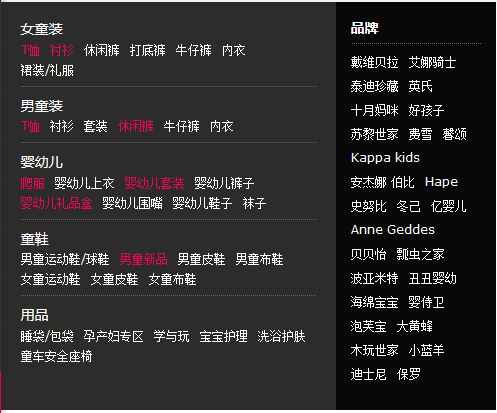 女童装
T恤 衬衫 休闲裤 打底裤 牛仔裤 内衣
裙装/礼服
男童装
T恤 衬衫 套装 休闲裤 牛仔裤 内衣
婴幼儿
爬服 婴幼儿上衣 婴幼儿套装 婴幼儿裤子
婴幼儿礼品盒 婴幼儿围嘴 婴幼儿鞋子 袜子
童鞋
男童运动鞋/球鞋 男童新品 男童皮鞋 男童布鞋
女童运动鞋 女童皮鞋 女童布鞋
用品
睡袋/包袋 孕产妇专区 学与玩 宝宝护理 洗浴护肤
童车安全座椅
品牌
戴维贝拉 艾娜骑士
泰迪珍藏 英氏
十月妈咪 好孩子
苏黎世家 费雪 馨颂
Kappa kids
安杰娜 伯比 Hape
史努比 冬己 亿婴儿
Anne Geddes
贝贝怡 瓢虫之家
波亚米特 丑丑婴幼
海绵宝宝 婴侍卫
泡芙宝 大黄蜂
木玩世家 小蓝羊
迪士尼 保罗